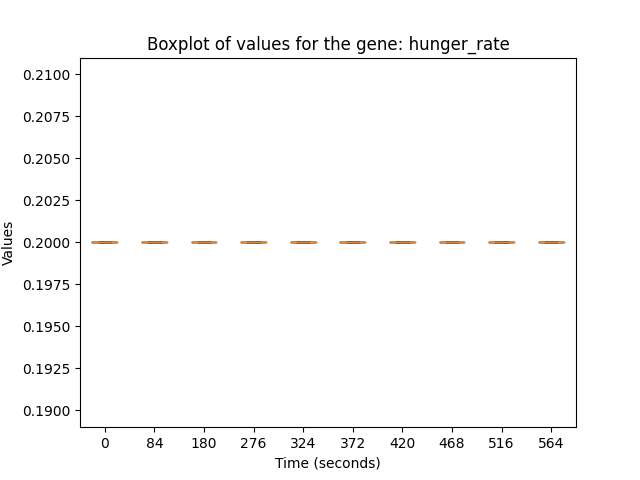 Boxplot of values for the gene: hunger_rate
0.2100
0.2075
0.2050
0.2025
0.2000
0.1975
0.1950
0.1925
0.1900
Values
0 84 180 276 324 372 420 468 516 564
Time (seconds)